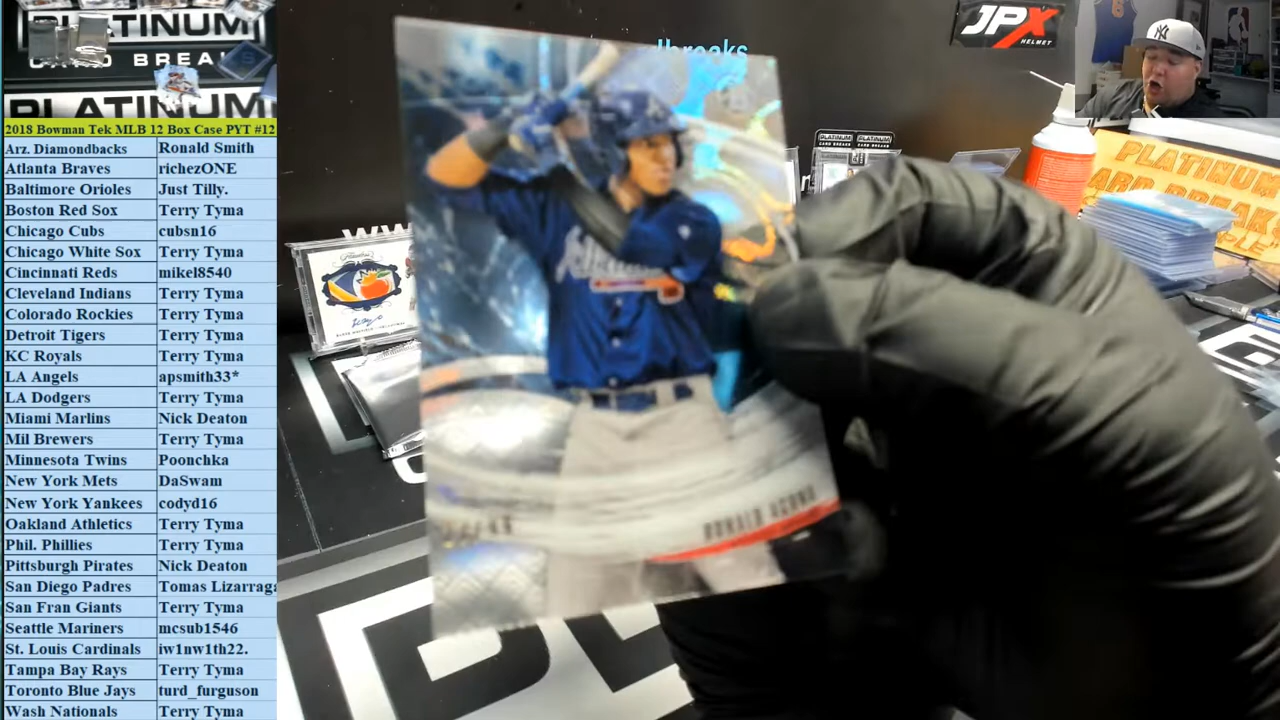 PLATINUM
CARD BREAKS
PLATINUM
2018 Bowman Tek MLB 12 Box Case PYT #12
Arz. Diamondbacks Ronald Smith
Atlanta Braves richezONE
Baltimore Orioles Just Tilly.
Boston Red Sox Terry Tyma
Chicago Cubs cubsn16
Chicago White Sox Terry Tyma
Cincinnati Reds mikel8540
Cleveland Indians Terry Tyma
Colorado Rockies Terry Tyma
Detroit Tigers Terry Tyma
KC Royals Terry Tyma
LA Angels apsmith33*
LA Dodgers Terry Tyma
Miami Marlins Nick Deaton
Mil Brewers Terry Tyma
Minnesota Twins Poonchka
New York Mets DaSwam
New York Yankees codyd16
Oakland Athletics Terry Tyma
Phil. Phillies Terry Tyma
Pittsburgh Pirates Nick Deaton
San Diego Padres Tomas Lizarraga
San Fran Giants Terry Tyma
Seattle Mariners mcsub1546
St. Louis Cardinals iw1nw1th22.
Tampa Bay Rays Terry Tyma
Toronto Blue Jays turd_furguson
Wash Nationals Terry Tyma
breaks
JPX
HELMET
PLATINUM
CARD BREAKS
Braves
RONALD ACUÑA